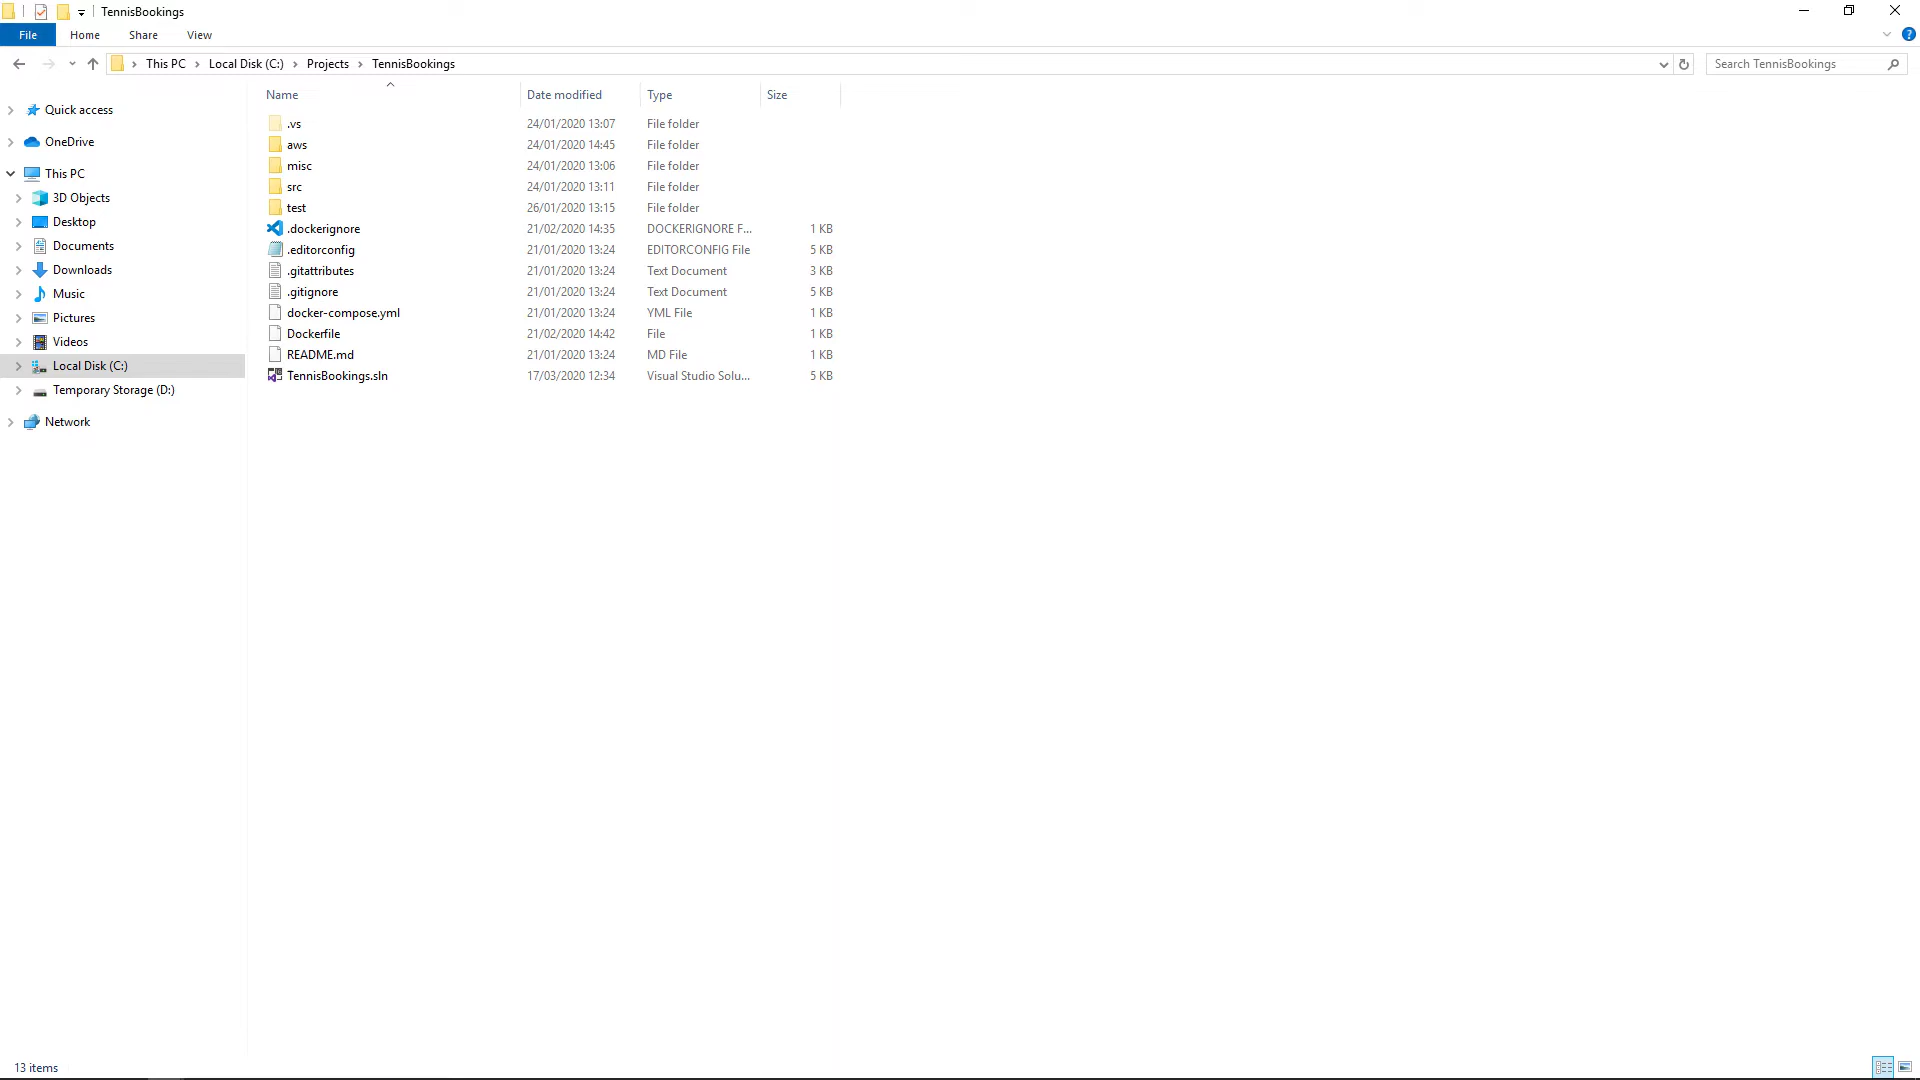 TennisBookings
File Home Share View
This PC Local Disk (C:) Projects TennisBookings Search TennisBookings
Name Date modified Type Size
Quick access
OneDrive
This PC
3D Objects
Desktop
Documents
Downloads
Music
Pictures
Videos
Local Disk (C:)
Temporary Storage (D:)
Network
.vs 24/01/2020 13:07 File folder
aws 24/01/2020 14:45 File folder
misc 24/01/2020 13:06 File folder
src 24/01/2020 13:11 File folder
test 26/01/2020 13:15 File folder
.dockerignore 21/02/2020 14:35 DOCKERIGNORE F... 1 KB
.editorconfig 21/01/2020 13:24 EDITORCONFIG File 5 KB
.gitattributes 21/01/2020 13:24 Text Document 3 KB
.gitignore 21/01/2020 13:24 Text Document 5 KB
docker-compose.yml 21/01/2020 13:24 YML File 1 KB
Dockerfile 21/02/2020 14:42 File 1 KB
README.md 21/01/2020 13:24 MD File 1 KB
TennisBookings.sln 17/03/2020 12:34 Visual Studio Solu... 5 KB
13 items